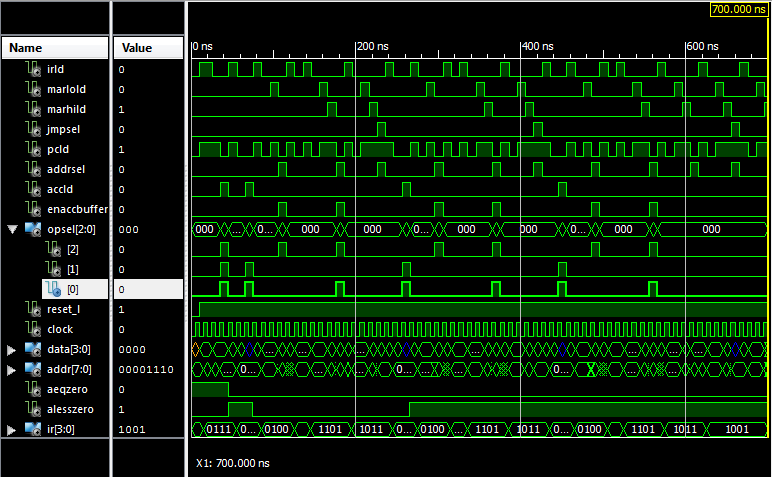 700.000 ns
Name Value 0 ns 200 ns 400 ns 600 ns
irld 0
marlold 0
marhild 1
jmpsel 0
pcld 1
addrsel 0
accld 0
enaccbuffer 0
opsel[2:0] 000 000 ... 0... 000 000 0... 000 000 0... 000 000
[2] 0
[1] 0
[0] 0
reset_l 1
clock 0
data[3:0] 0000
addr[7:0] 00001110 0... 0... 0...
aeqzero 0
alesszero 1
ir[3:0] 1001 0111 0... 0100 1101 1011 0... 0100 1101 1011 0... 0100 1101 1001
X1: 700.000 ns